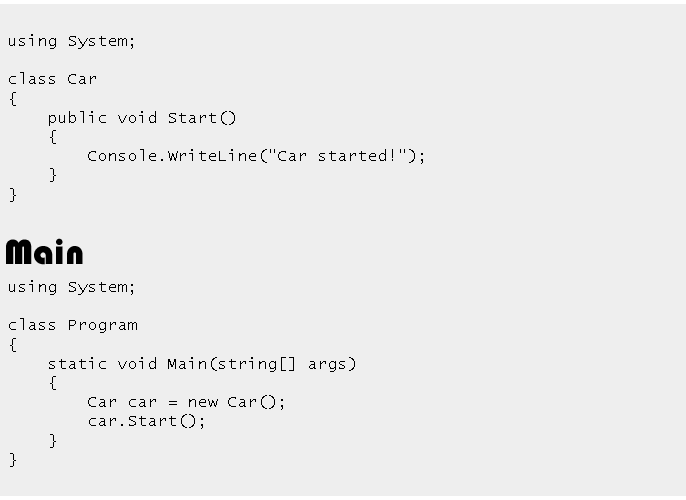 using System;
class Car
{
    public void Start()
    {
        Console.WriteLine("Car started!");
    }
}
Main
using System;
class Program
{
    static void Main(string[] args)
    {
        Car car = new Car();
        car.Start();
    }
}